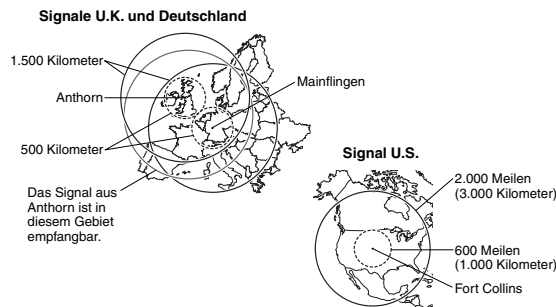 Signale U.K. und Deutschland
1.500 Kilometer
Anthorn
500 Kilometer
Mainflingen
Das Signal aus
Anthorn ist in
diesem Gebiet
empfangbar.
Signal U.S.
2.000 Meilen
(3.000 Kilometer)
600 Meilen
(1.000 Kilometer)
Fort Collins